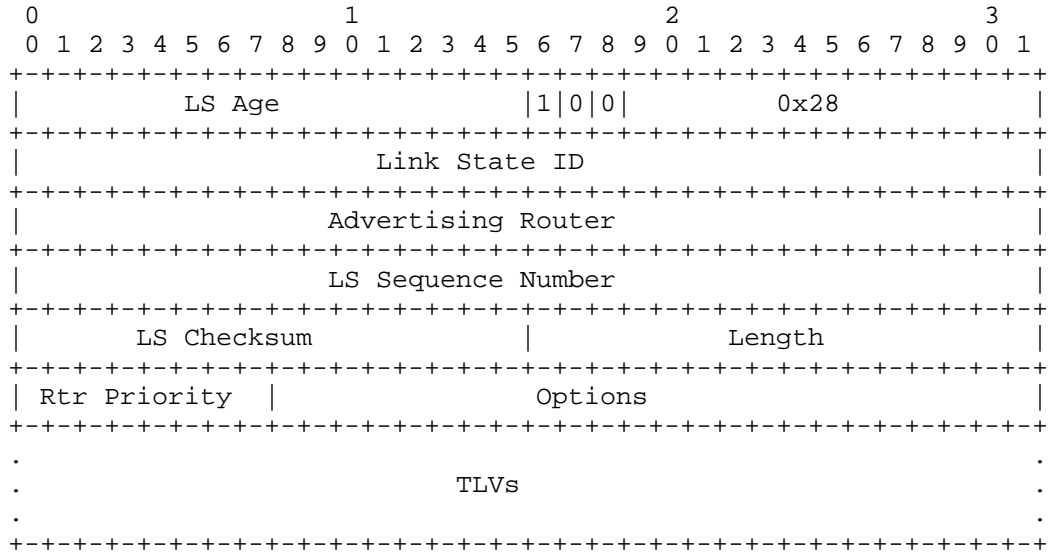 0                   1                   2                   3
 0 1 2 3 4 5 6 7 8 9 0 1 2 3 4 5 6 7 8 9 0 1 2 3 4 5 6 7 8 9 0 1
+-+-+-+-+-+-+-+-+-+-+-+-+-+-+-+-+-+-+-+-+-+-+-+-+-+-+-+-+-+-+-+-+
|          LS Age               |1|0|0|         0x28            |
+-+-+-+-+-+-+-+-+-+-+-+-+-+-+-+-+-+-+-+-+-+-+-+-+-+-+-+-+-+-+-+-+
|                      Link State ID                            |
+-+-+-+-+-+-+-+-+-+-+-+-+-+-+-+-+-+-+-+-+-+-+-+-+-+-+-+-+-+-+-+-+
|                   Advertising Router                          |
+-+-+-+-+-+-+-+-+-+-+-+-+-+-+-+-+-+-+-+-+-+-+-+-+-+-+-+-+-+-+-+-+
|                   LS Sequence Number                          |
+-+-+-+-+-+-+-+-+-+-+-+-+-+-+-+-+-+-+-+-+-+-+-+-+-+-+-+-+-+-+-+-+
|       LS Checksum             |            Length             |
+-+-+-+-+-+-+-+-+-+-+-+-+-+-+-+-+-+-+-+-+-+-+-+-+-+-+-+-+-+-+-+-+
| Rtr Priority  |                Options                        |
+-+-+-+-+-+-+-+-+-+-+-+-+-+-+-+-+-+-+-+-+-+-+-+-+-+-+-+-+-+-+-+-+
.                                                               .
.                           TLVs                                .
.                                                               .
+-+-+-+-+-+-+-+-+-+-+-+-+-+-+-+-+-+-+-+-+-+-+-+-+-+-+-+-+-+-+-+-+